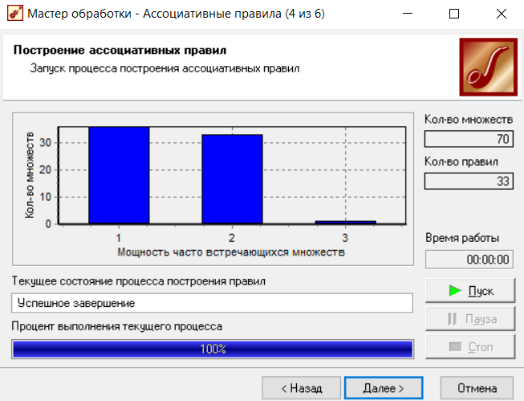 Мастер обработки - Ассоциативные правила (4 из 6)
Построение ассоциативных правил
Запуск процесса построения ассоциативных правил
Кол-во множеств
30
20
10
0
1 2 3
Мощность часто встречающихся множеств
Кол-во множеств
70
Кол-во правил
33
Время работы
00:00:00
Текущее состояние процесса построения правил
Успешное завершение
Процент выполнения текущего процесса
100%
Пуск
Пауза
Стоп
< Назад Далее > Отмена